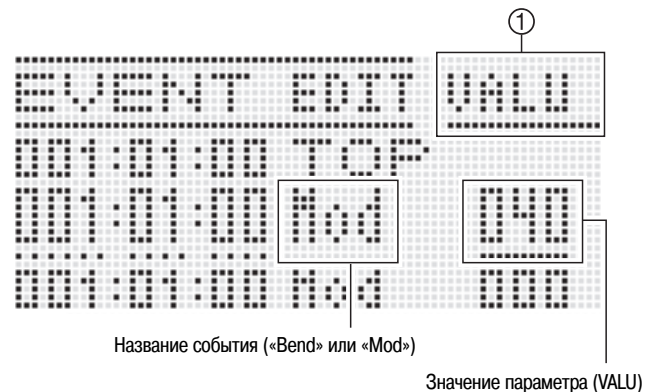 ①
EVENT EDIT VALU
001:01:00 TOP
001:01:00 Mod 040
001:01:00 Mod 000
Название события («Bend» или «Mod»)
Значение параметра (VALU)